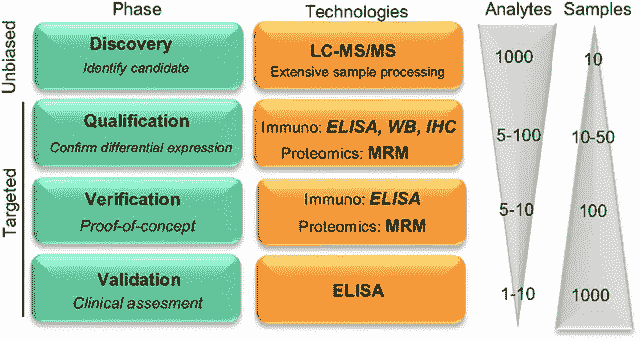 Phase
Technologies
Analytes
Samples
Unbiased
Discovery
Identify candidate
LC-MS/MS
Extensive sample processing
1000
10
Targeted
Qualification
Confirm differential expression
Immuno: ELISA, WB, IHC
Proteomics: MRM
5-100
10-50
Verification
Proof-of-concept
Immuno: ELISA
Proteomics: MRM
5-10
100
Validation
Clinical assesment
ELISA
1-10
1000